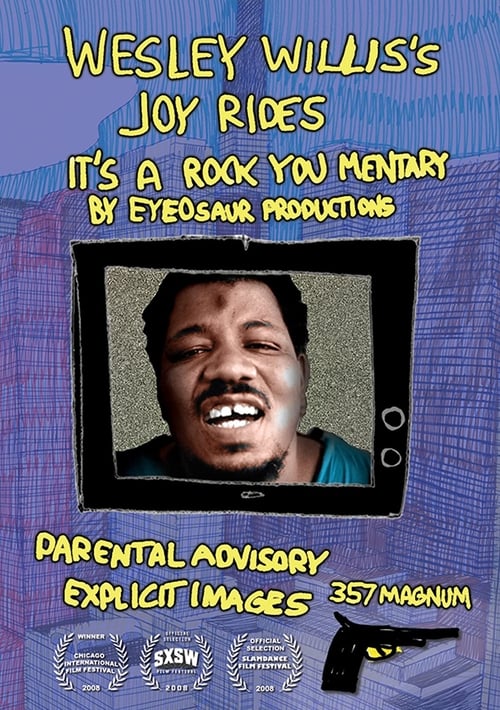 WESLEY WILLIS'S
JOY RIDES
IT'S A ROCK YOU MENTARY
BY EYEOSAUR PRODUCTIONS
PARENTAL ADVISORY
EXPLICIT IMAGES
357 MAGNUM
WINNER
CHICAGO
INTERNATIONAL
FILM FESTIVAL
2008
OFFICIAL
SELECTION
SXSW
FILM FESTIVAL
2008
OFFICIAL
SELECTION
SLAMDANCE
FILM FESTIVAL
2008